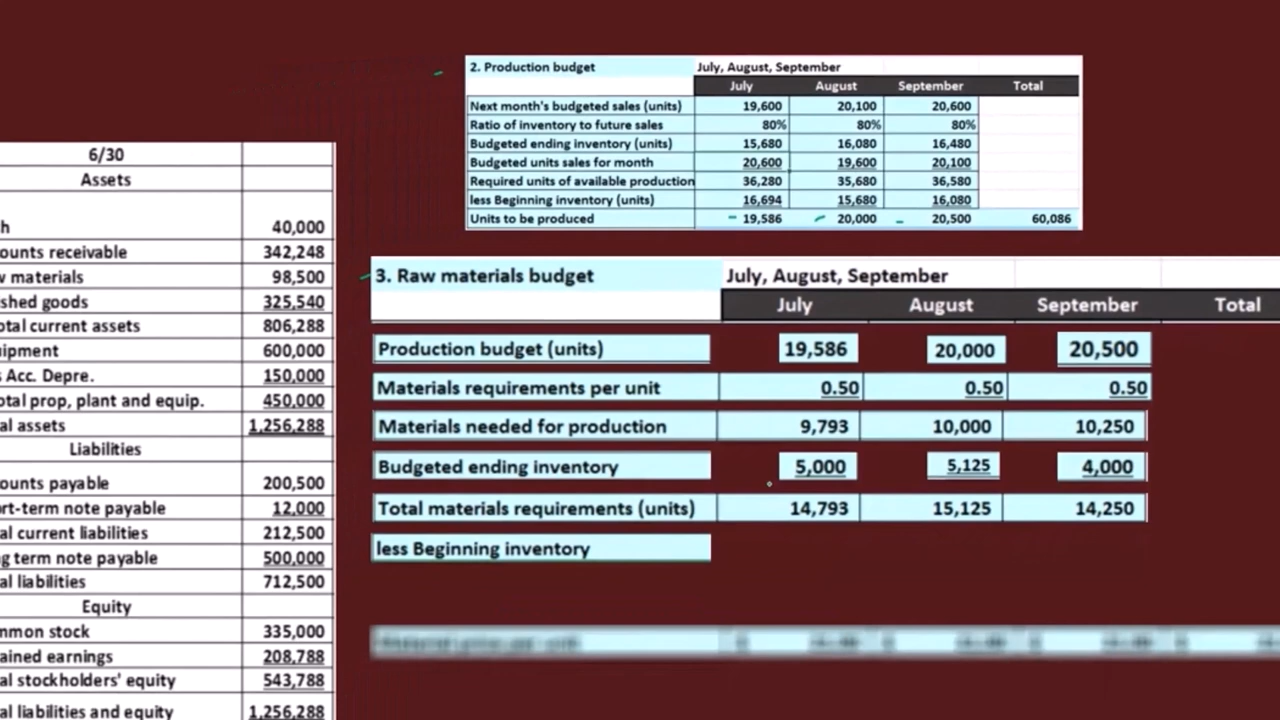 2. Production budget July, August, September
July August September Total
Next month's budgeted sales (units) 19,600 20,100 20,600
Ratio of inventory to future sales 80% 80% 80%
Budgeted ending inventory (units) 15,680 16,080 16,480
Budgeted units sales for month 20,600 19,600 20,100
Required units of available production 36,280 35,680 36,580
less Beginning inventory (units) 16,694 15,680 16,080
Units to be produced 19,586 20,000 20,500 60,086
6/30
Assets
h 40,000
ounts receivable 342,248
w materials 98,500
shed goods 325,540
otal current assets 806,288
uipment 600,000
s Acc. Depre. 150,000
otal prop, plant and equip. 450,000
al assets 1,256,288
Liabilities
ounts payable 200,500
ort-term note payable 12,000
al current liabilities 212,500
ng term note payable 500,000
al liabilities 712,500
Equity
mmon stock 335,000
ained earnings 208,788
al stockholders' equity 543,788
al liabilities and equity 1,256,288
3. Raw materials budget July, August, September
July August September Total
Production budget (units) 19,586 20,000 20,500
Materials requirements per unit 0.50 0.50 0.50
Materials needed for production 9,793 10,000 10,250
Budgeted ending inventory 5,000 5,125 4,000
Total materials requirements (units) 14,793 15,125 14,250
less Beginning inventory